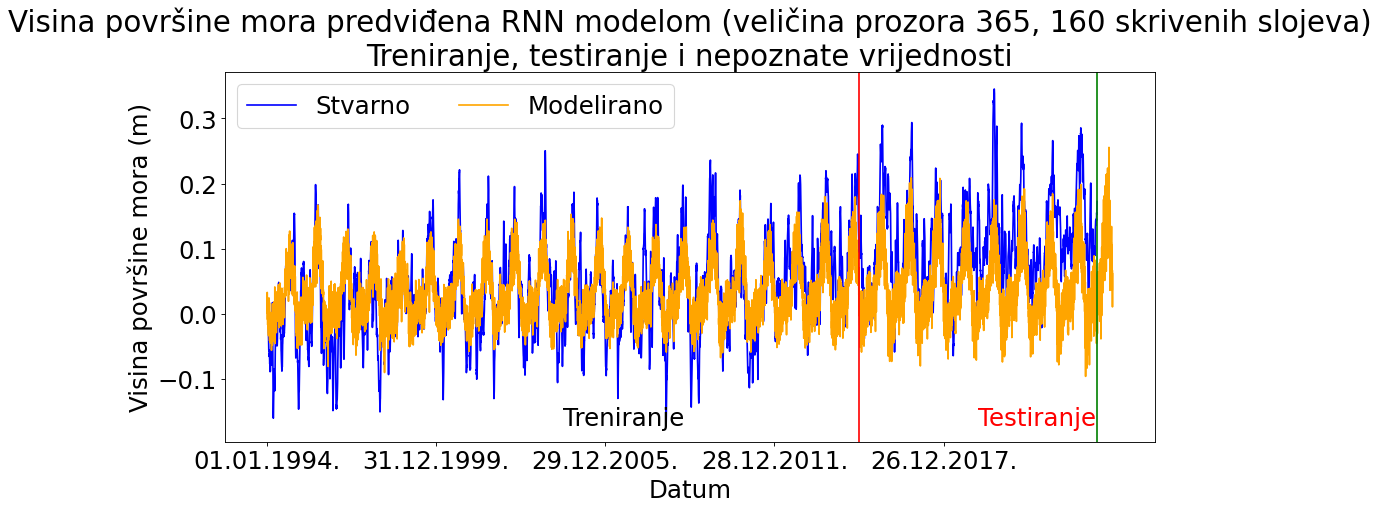 Visina površine mora predviđena RNN modelom (veličina prozora 365, 160 skrivenih slojeva)
Treniranje, testiranje i nepoznate vrijednosti
Stvarno
Modelirano
Visina površine mora (m)
0.3
0.2
0.1
0.0
−0.1
Treniranje
Testiranje
01.01.1994.
31.12.1999.
29.12.2005.
28.12.2011.
26.12.2017.
Datum